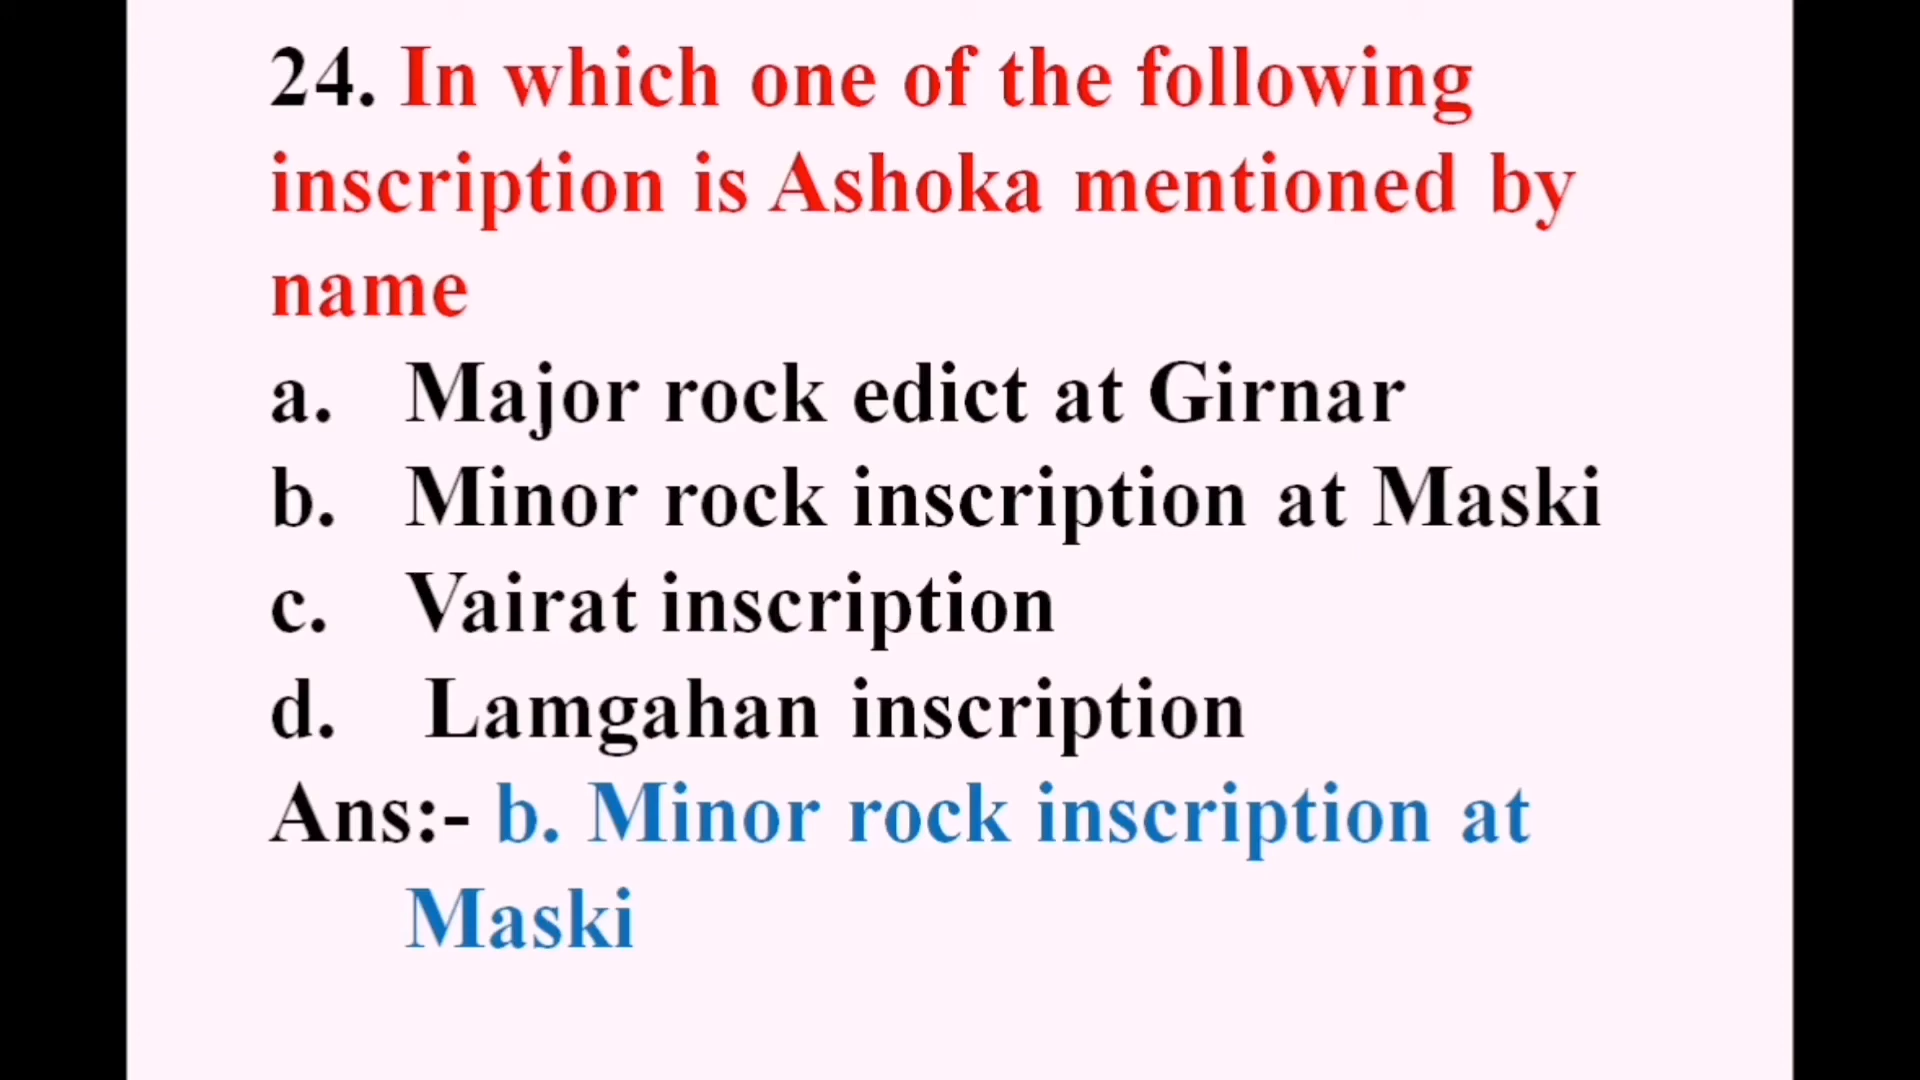 24. In which one of the following
inscription is Ashoka mentioned by
name
a. Major rock edict at Girnar
b. Minor rock inscription at Maski
c. Vairat inscription
d. Lamgahan inscription
Ans:- b. Minor rock inscription at
Maski